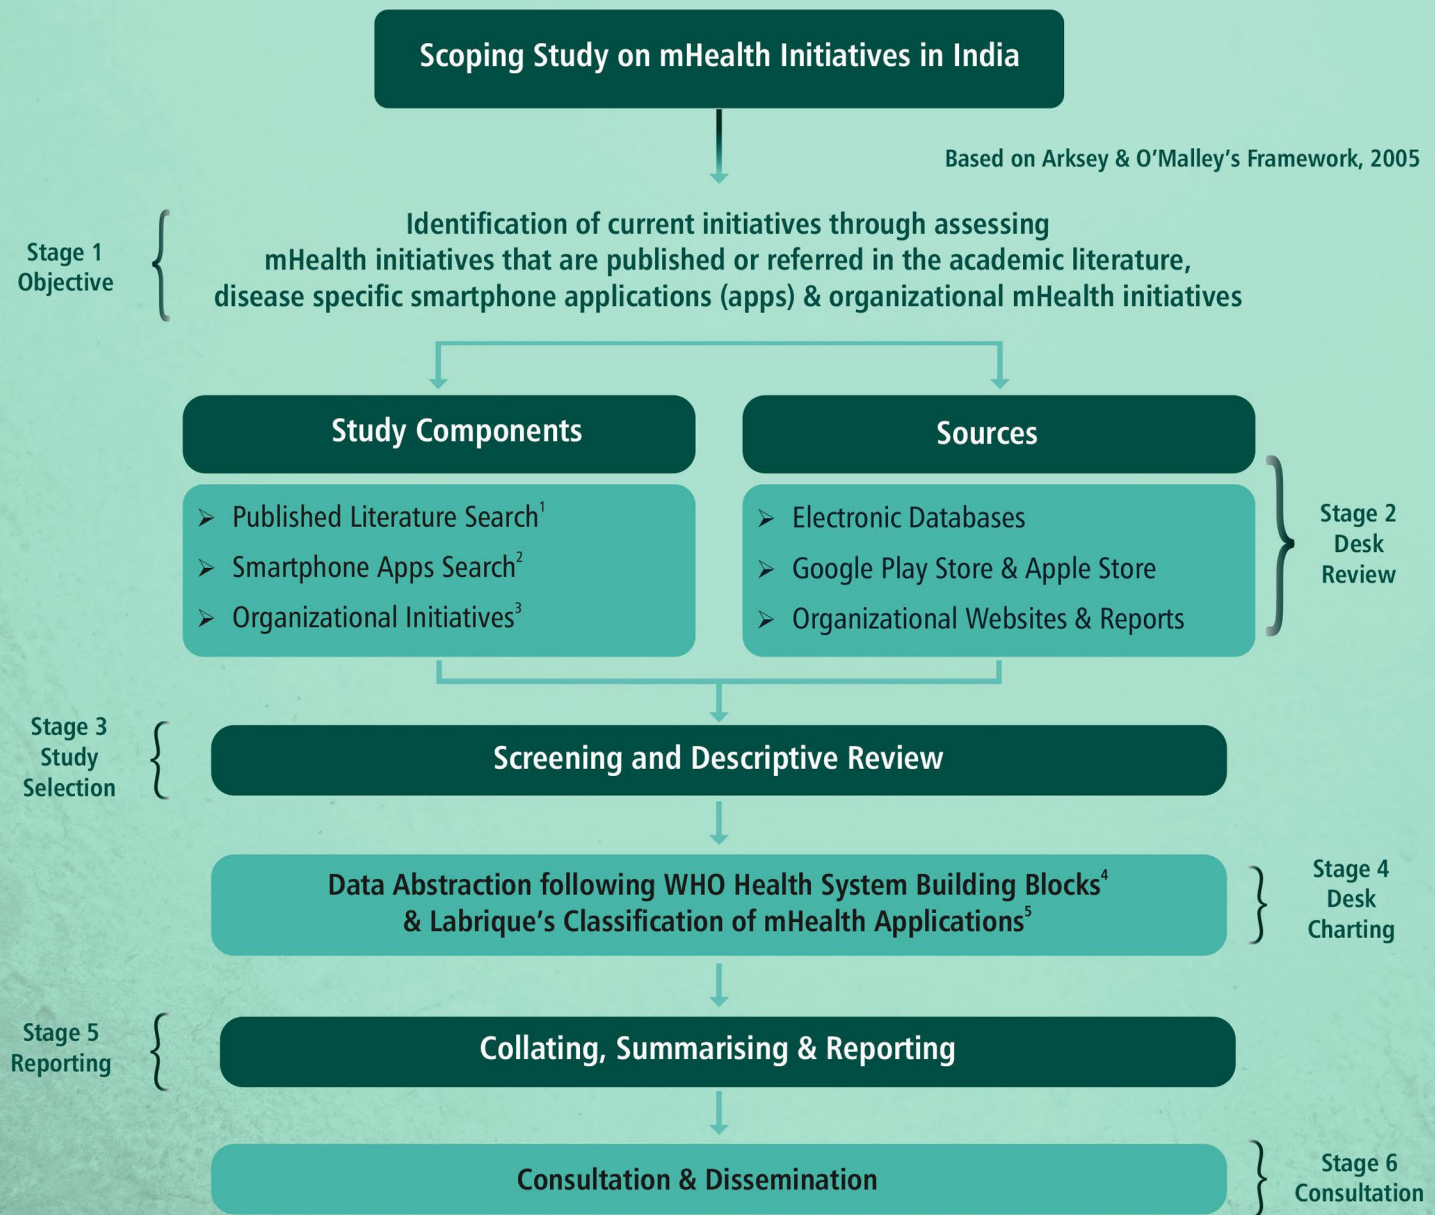 Scoping Study on mHealth Initiatives in India
Based on Arksey & O’Malley’s Framework, 2005
Stage 1
Objective
Identification of current initiatives through assessing
mHealth initiatives that are published or referred in the academic literature,
disease specific smartphone applications (apps) & organizational mHealth initiatives
Study Components
➢ Published Literature Search¹
➢ Smartphone Apps Search²
➢ Organizational Initiatives³
Sources
➢ Electronic Databases
➢ Google Play Store & Apple Store
➢ Organizational Websites & Reports
Stage 2
Desk
Review
Stage 3
Study
Selection
Screening and Descriptive Review
Data Abstraction following WHO Health System Building Blocks⁴
& Labrique’s Classification of mHealth Applications⁵
Stage 4
Desk
Charting
Stage 5
Reporting
Collating, Summarising & Reporting
Consultation & Dissemination
Stage 6
Consultation